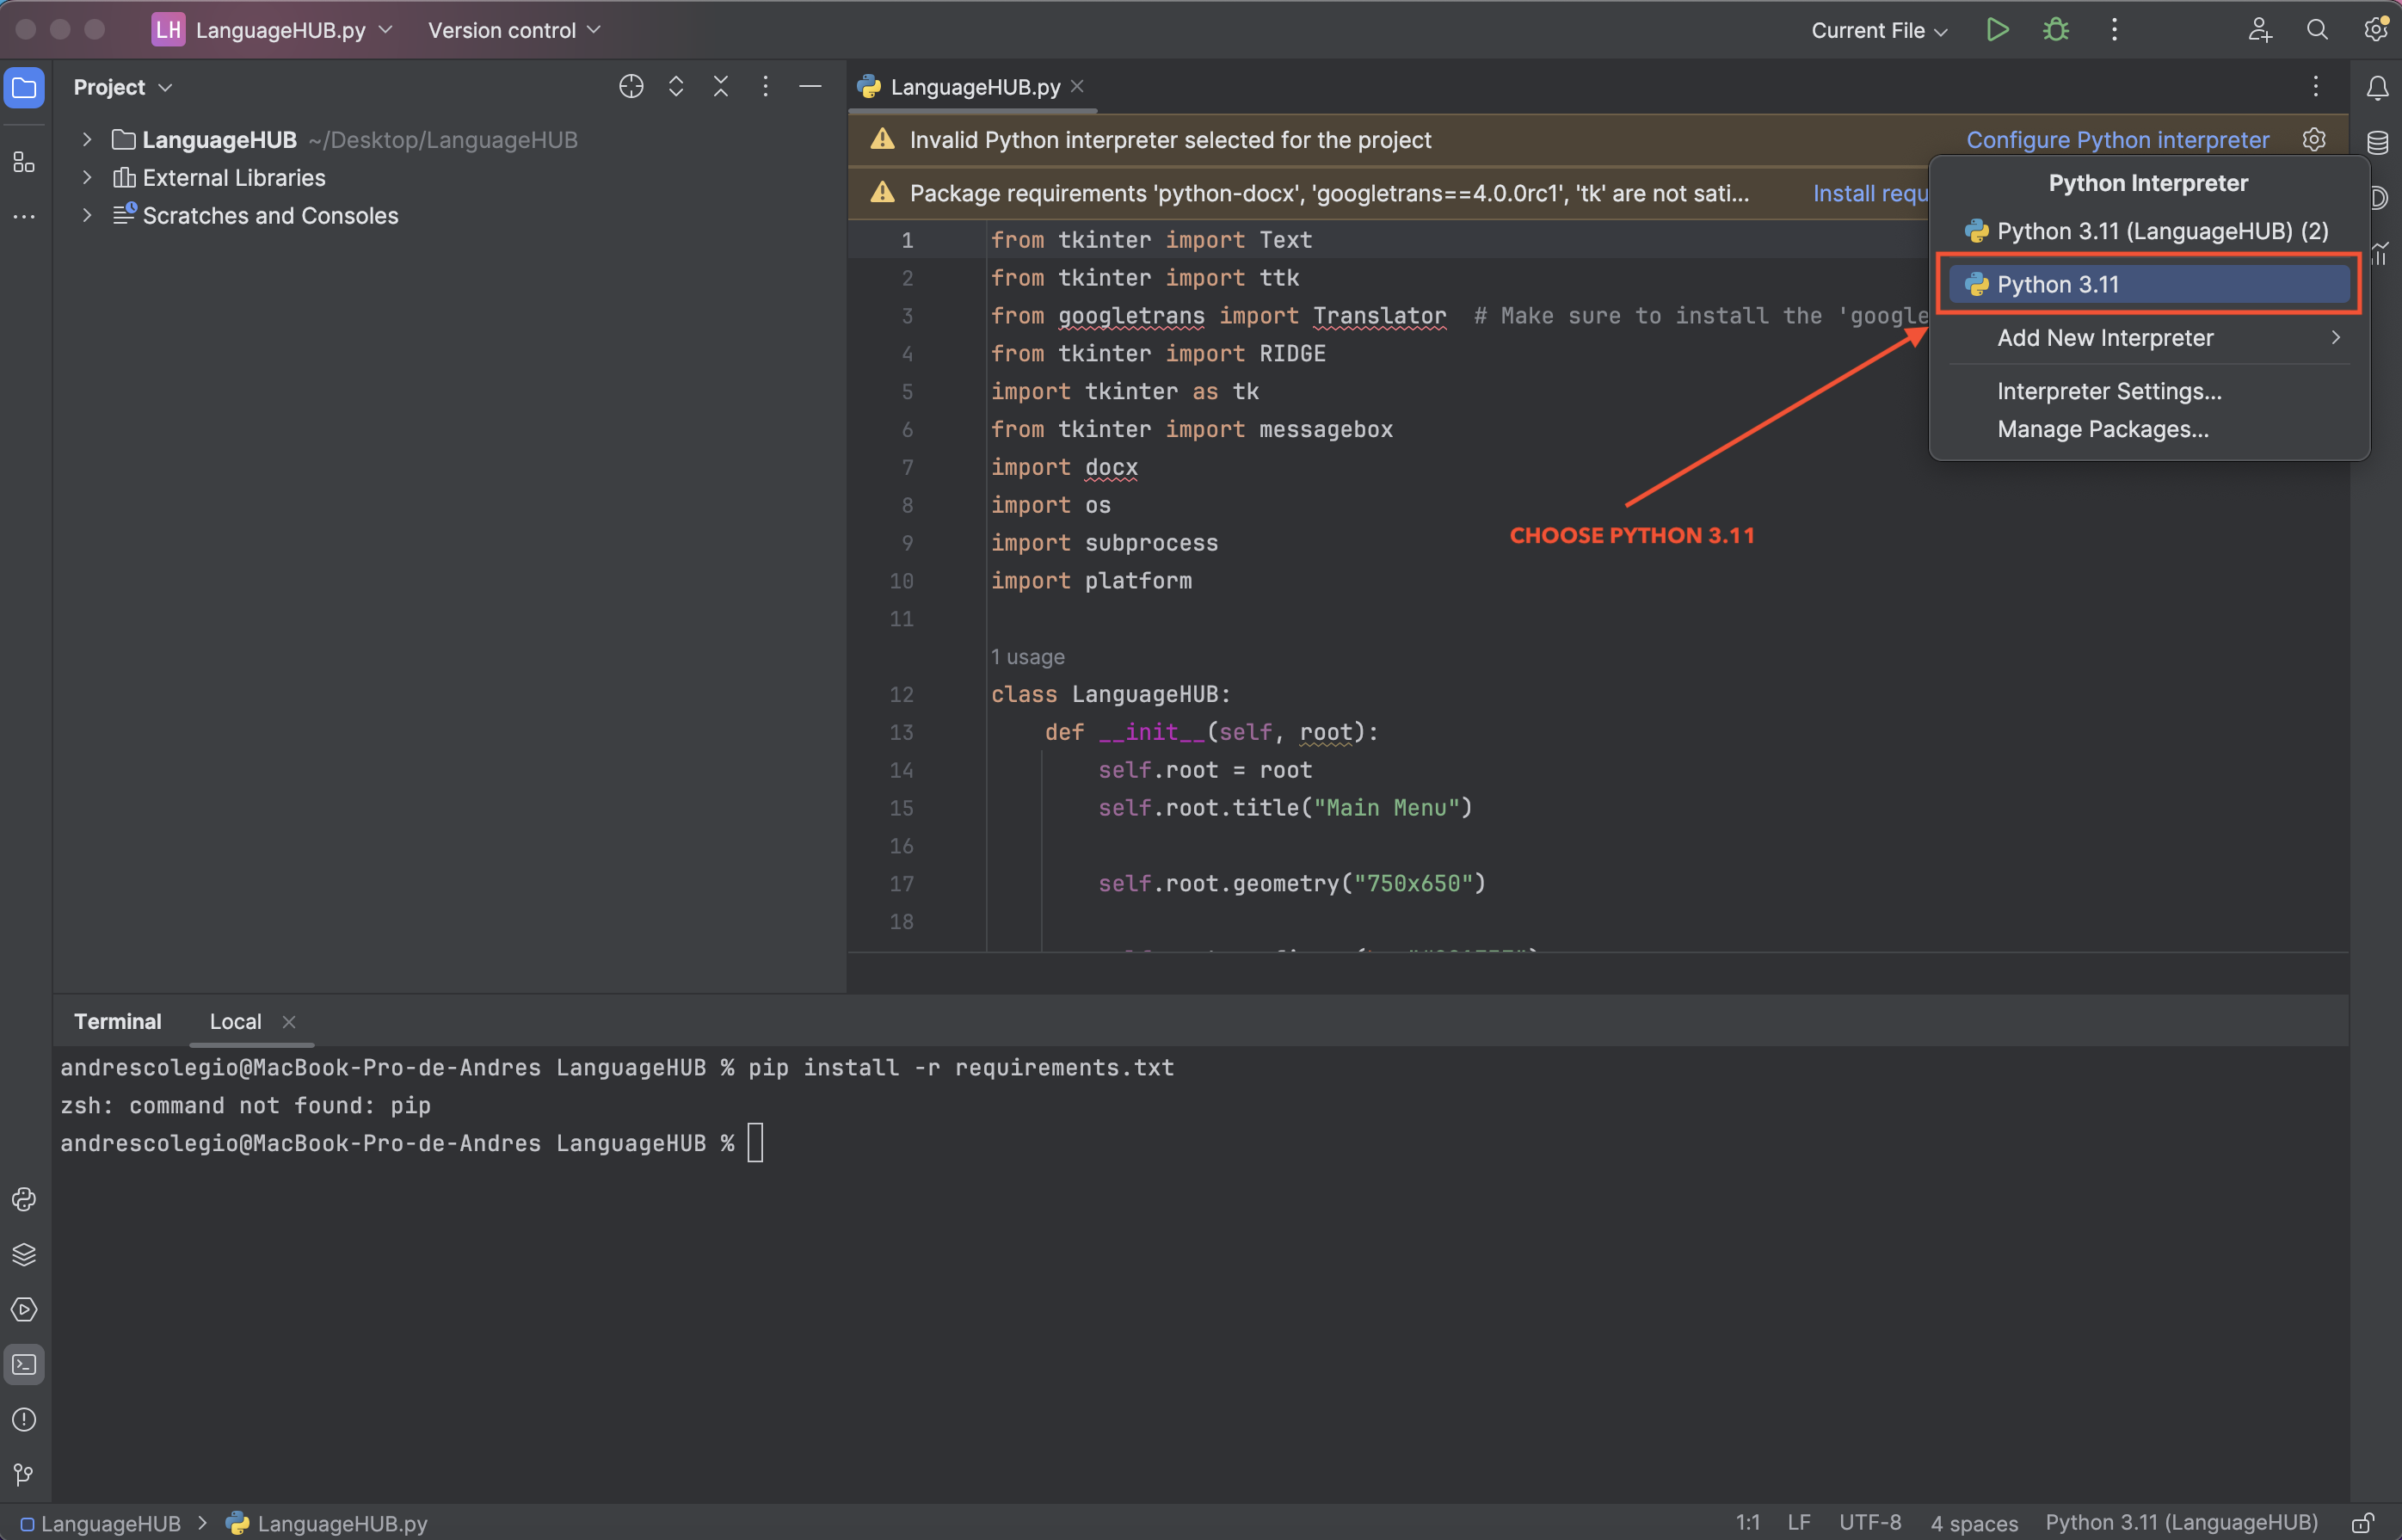 LH LanguageHUB.py Version control Current File
Project
LanguageHUB ~/Desktop/LanguageHUB
External Libraries
Scratches and Consoles
LanguageHUB.py
Invalid Python interpreter selected for the project Configure Python interpreter
Package requirements 'python-docx', 'googletrans==4.0.0rc1', 'tk' are not sati... Install requ
Python Interpreter
Python 3.11 (LanguageHUB) (2)
Python 3.11
Add New Interpreter
Interpreter Settings...
Manage Packages...
CHOOSE PYTHON 3.11
1 from tkinter import Text
2 from tkinter import ttk
3 from googletrans import Translator # Make sure to install the 'google
4 from tkinter import RIDGE
5 import tkinter as tk
6 from tkinter import messagebox
7 import docx
8 import os
9 import subprocess
10 import platform
11
1 usage
12 class LanguageHUB:
13 def __init__(self, root):
14 self.root = root
15 self.root.title("Main Menu")
16
17 self.root.geometry("750x650")
18
Terminal Local
andrescolegio@MacBook-Pro-de-Andres LanguageHUB % pip install -r requirements.txt
zsh: command not found: pip
andrescolegio@MacBook-Pro-de-Andres LanguageHUB %
LanguageHUB LanguageHUB.py 1:1 LF UTF-8 4 spaces Python 3.11 (LanguageHUB)